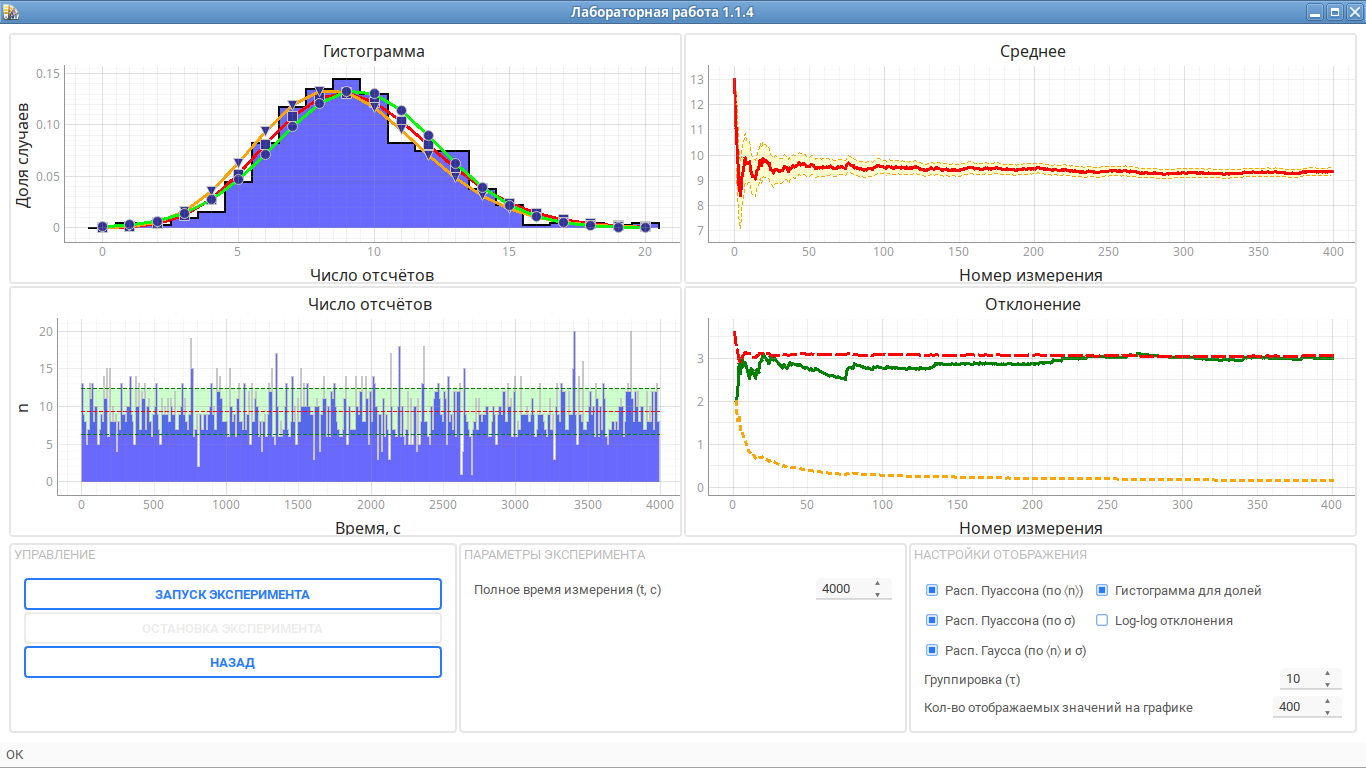 Лабораторная работа 1.1.4
Гистограмма
Доля случаев
0.15
0.10
0.05
0
0 5 10 15 20
Число отсчётов
Среднее
13
12
11
10
9
8
7
0 50 100 150 200 250 300 350 400
Номер измерения
Число отсчётов
n
20
15
10
5
0
0 500 1000 1500 2000 2500 3000 3500 4000
Время, с
Отклонение
3
2
1
0
0 50 100 150 200 250 300 350 400
Номер измерения
УПРАВЛЕНИЕ
ЗАПУСК ЭКСПЕРИМЕНТА
ОСТАНОВКА ЭКСПЕРИМЕНТА
НАЗАД
ПАРАМЕТРЫ ЭКСПЕРИМЕНТА
Полное время измерения (t, с) 4000
НАСТРОЙКИ ОТОБРАЖЕНИЯ
Расп. Пуассона (по ⟨n⟩) Гистограмма для долей
Расп. Пуассона (по σ) Log-log отклонения
Расп. Гаусса (по ⟨n⟩ и σ)
Группировка (τ) 10
Кол-во отображаемых значений на графике 400
ОК